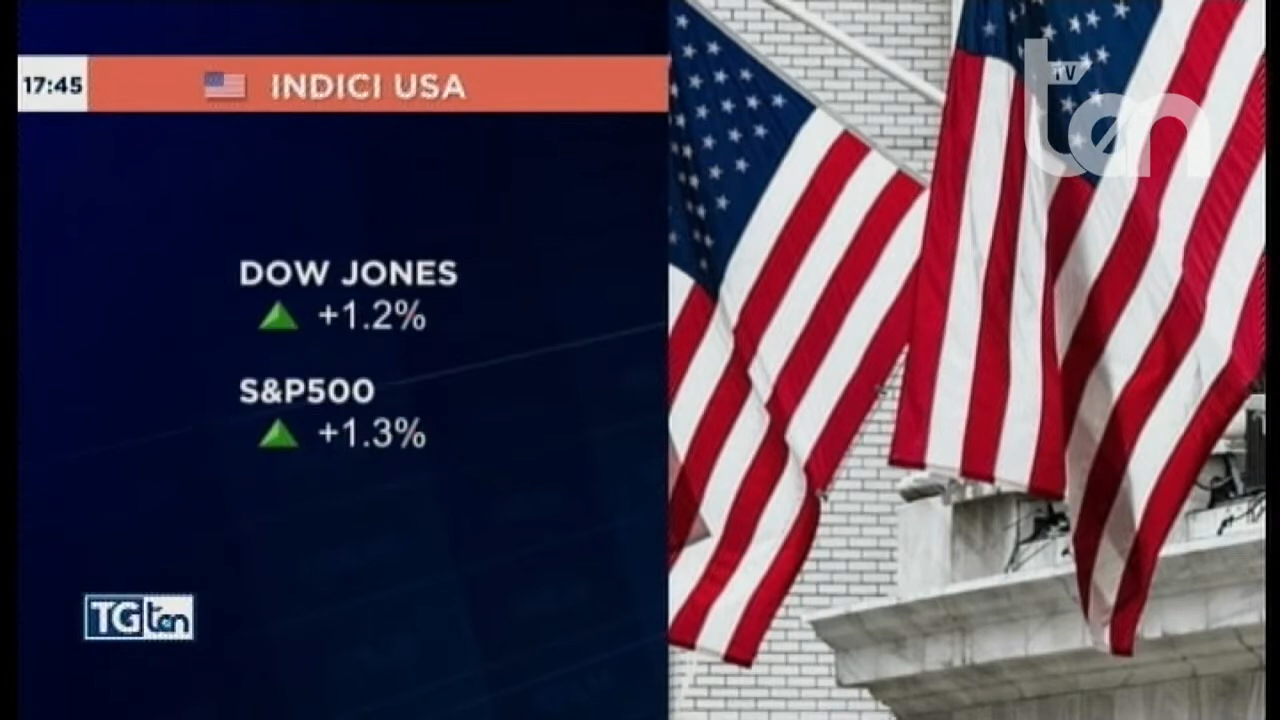 17:45 INDICI USA
DOW JONES
+1.2%
S&P500
+1.3%
TGten
TV
ten